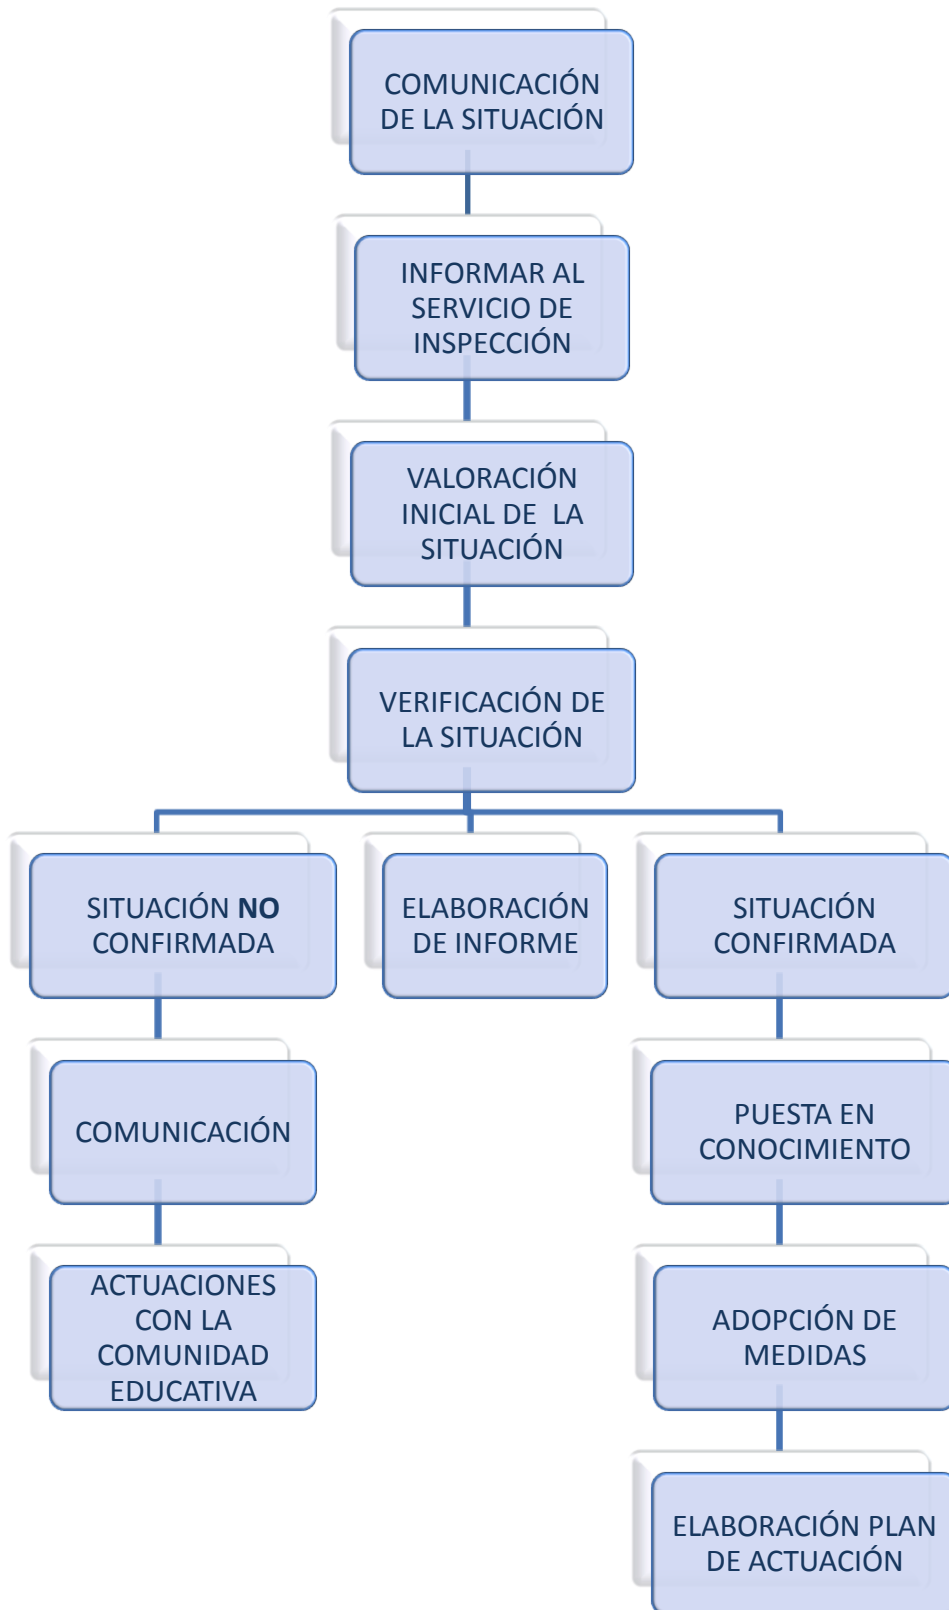 COMUNICACIÓN
DE LA SITUACIÓN
INFORMAR AL
SERVICIO DE
INSPECCIÓN
VALORACIÓN
INICIAL DE  LA
SITUACIÓN
VERIFICACIÓN DE
LA SITUACIÓN
SITUACIÓN NO
CONFIRMADA
ELABORACIÓN
DE INFORME
SITUACIÓN
CONFIRMADA
COMUNICACIÓN
PUESTA EN
CONOCIMIENTO
ACTUACIONES
CON LA
COMUNIDAD
EDUCATIVA
ADOPCIÓN DE
MEDIDAS
ELABORACIÓN PLAN
DE ACTUACIÓN